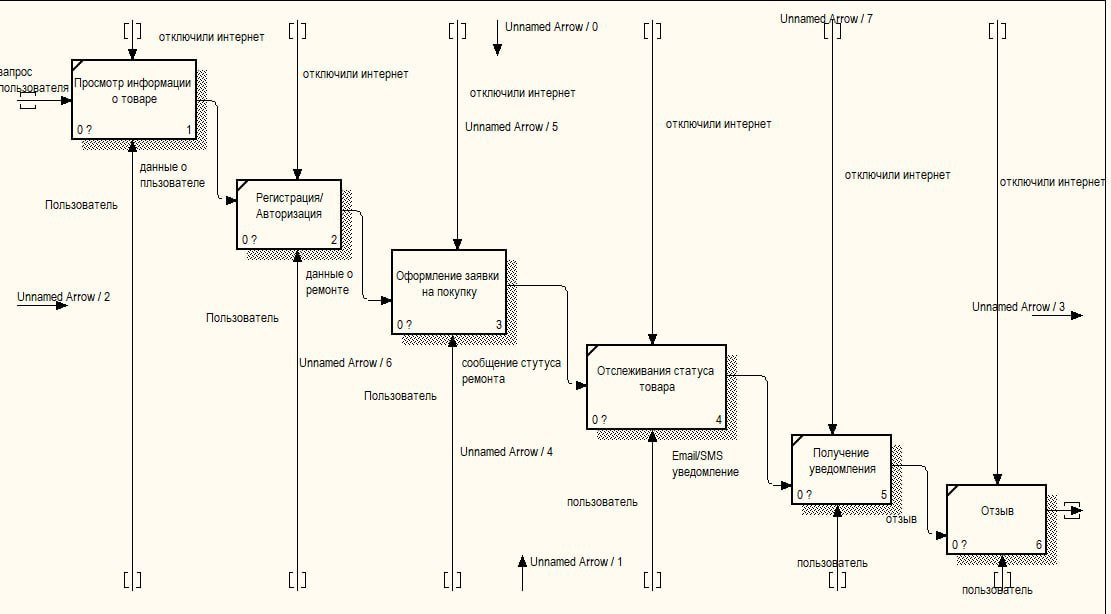 Unnamed Arrow / 7
Unnamed Arrow / 0
отключили интернет
запрос
пользователя
отключили интернет
Просмотр информации
о товаре
0 ?
1
отключили интернет
Unnamed Arrow / 5
отключили интернет
данные о
пльзователе
отключили интернет
отключили интернет
Пользователь
Регистрация/
Авторизация
0 ?
2
данные о
ремонте
Оформление заявки
на покупку
0 ?
3
Unnamed Arrow / 2
Unnamed Arrow / 3
Пользователь
Unnamed Arrow / 6
сообщение стутуса
ремонта
Отслеживания статуса
товара
0 ?
4
Пользователь
Unnamed Arrow / 4
Email/SMS
уведомление
Получение
уведомления
0 ?
5
пользователь
отзыв
Отзыв
0 ?
6
Unnamed Arrow / 1
пользователь
пользователь